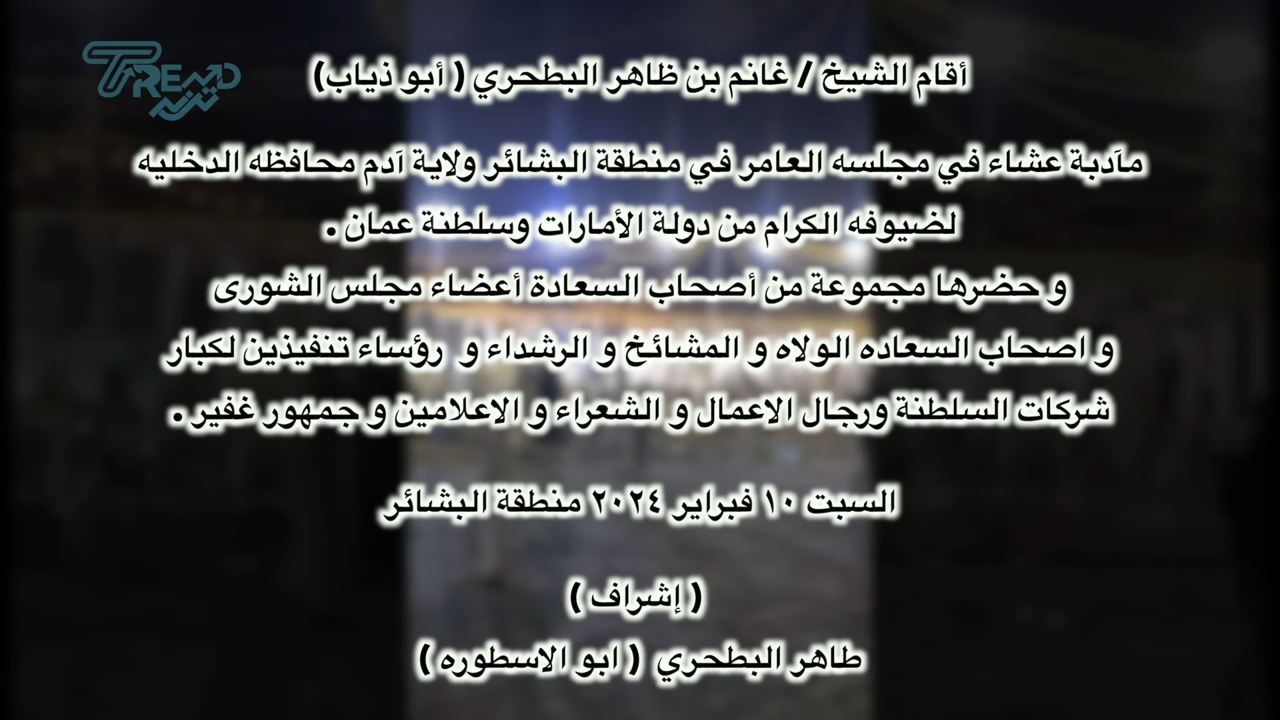 TREND
ترند
أقام الشيخ / غانم بن ظاهر البطحري ( أبو ذياب)
مآدبة عشاء في مجلسه العامر في منطقة البشائر ولاية آدم محافظه الدخليه
لضيوفه الكرام من دولة الأمارات وسلطنة عمان .
و حضرها مجموعة من أصحاب السعادة أعضاء مجلس الشورى
و اصحاب السعاده الولاه و المشائخ و الرشداء و رؤساء تنفيذين لكبار
شركات السلطنة ورجال الاعمال و الشعراء و الاعلامين و جمهور غفير .
السبت ١٠ فبراير ٢٠٢٤ منطقة البشائر
( إشراف )
طاهر البطحري ( ابو الاسطوره )